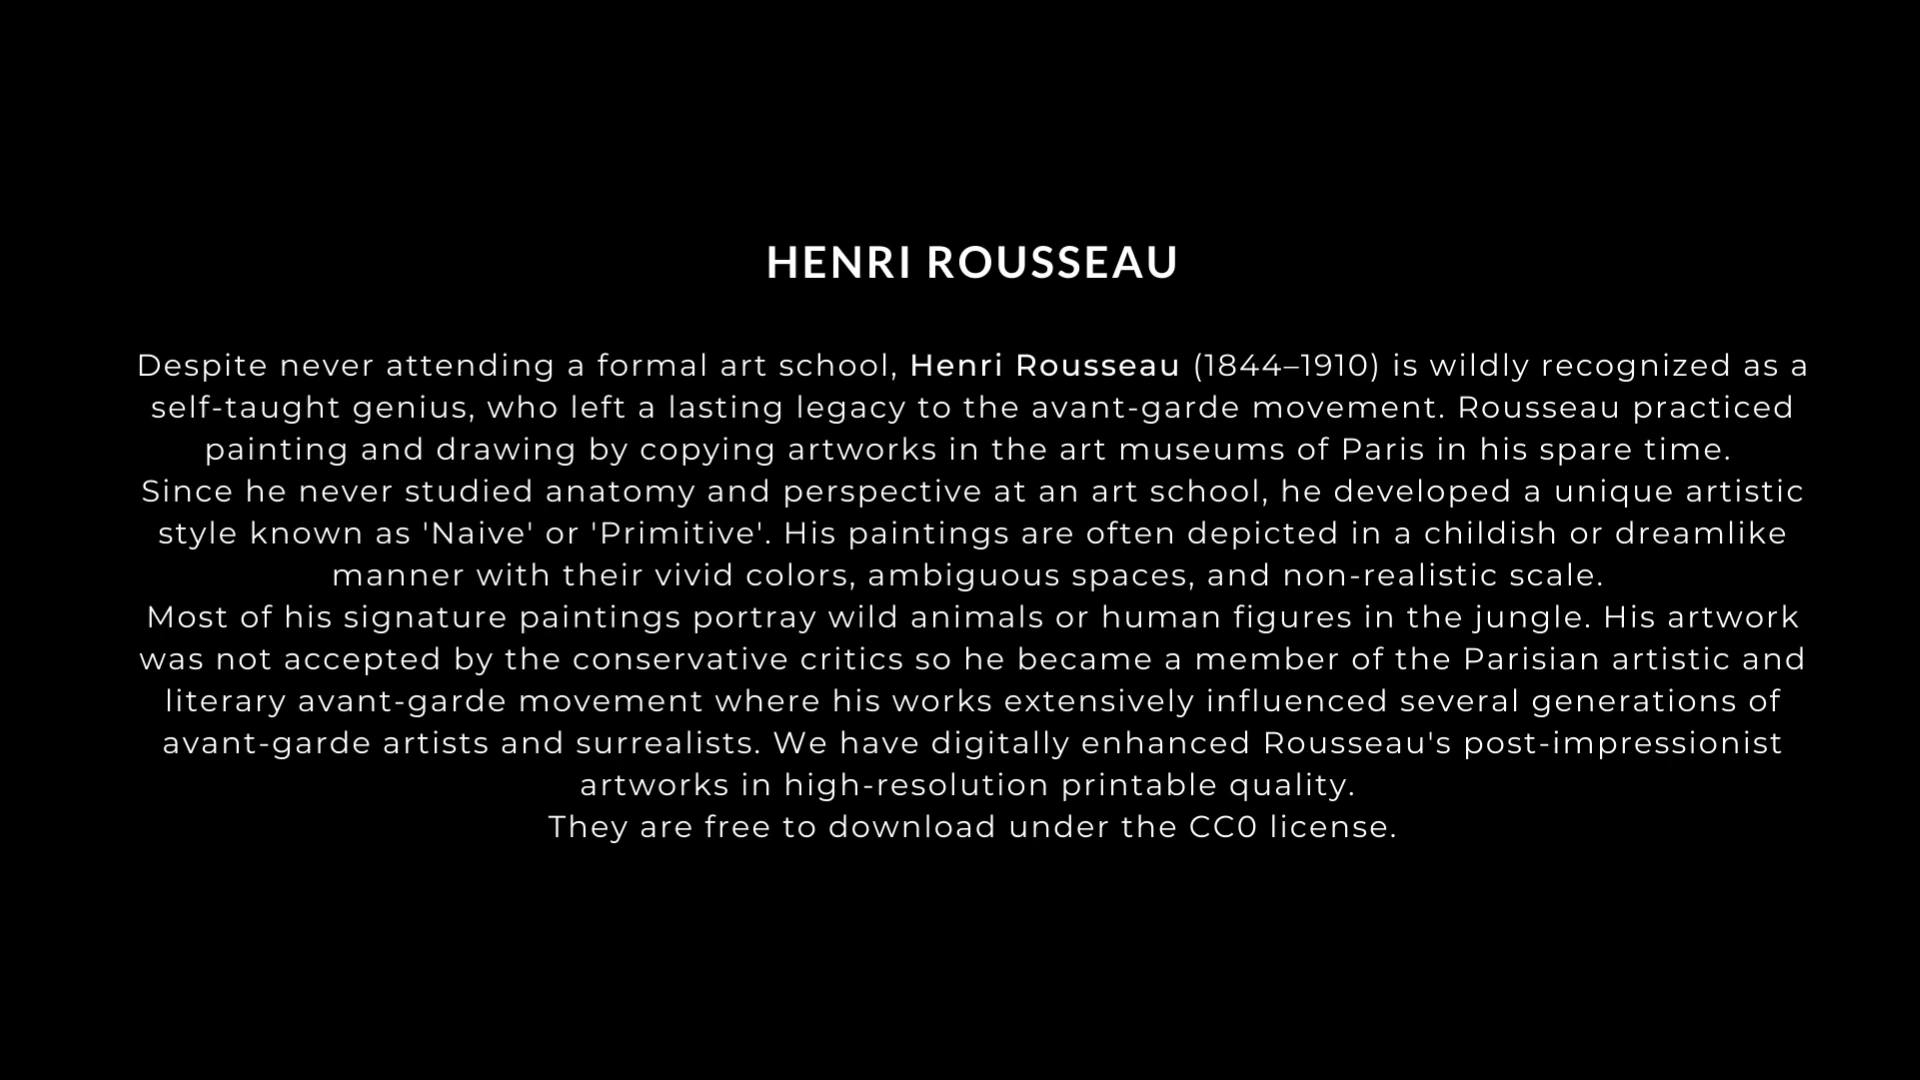 HENRI ROUSSEAU
Despite never attending a formal art school, Henri Rousseau (1844–1910) is wildly recognized as a
self-taught genius, who left a lasting legacy to the avant-garde movement. Rousseau practiced
painting and drawing by copying artworks in the art museums of Paris in his spare time.
Since he never studied anatomy and perspective at an art school, he developed a unique artistic
style known as 'Naive' or 'Primitive'. His paintings are often depicted in a childish or dreamlike
manner with their vivid colors, ambiguous spaces, and non-realistic scale.
Most of his signature paintings portray wild animals or human figures in the jungle. His artwork
was not accepted by the conservative critics so he became a member of the Parisian artistic and
literary avant-garde movement where his works extensively influenced several generations of
avant-garde artists and surrealists. We have digitally enhanced Rousseau's post-impressionist
artworks in high-resolution printable quality.
They are free to download under the CC0 license.